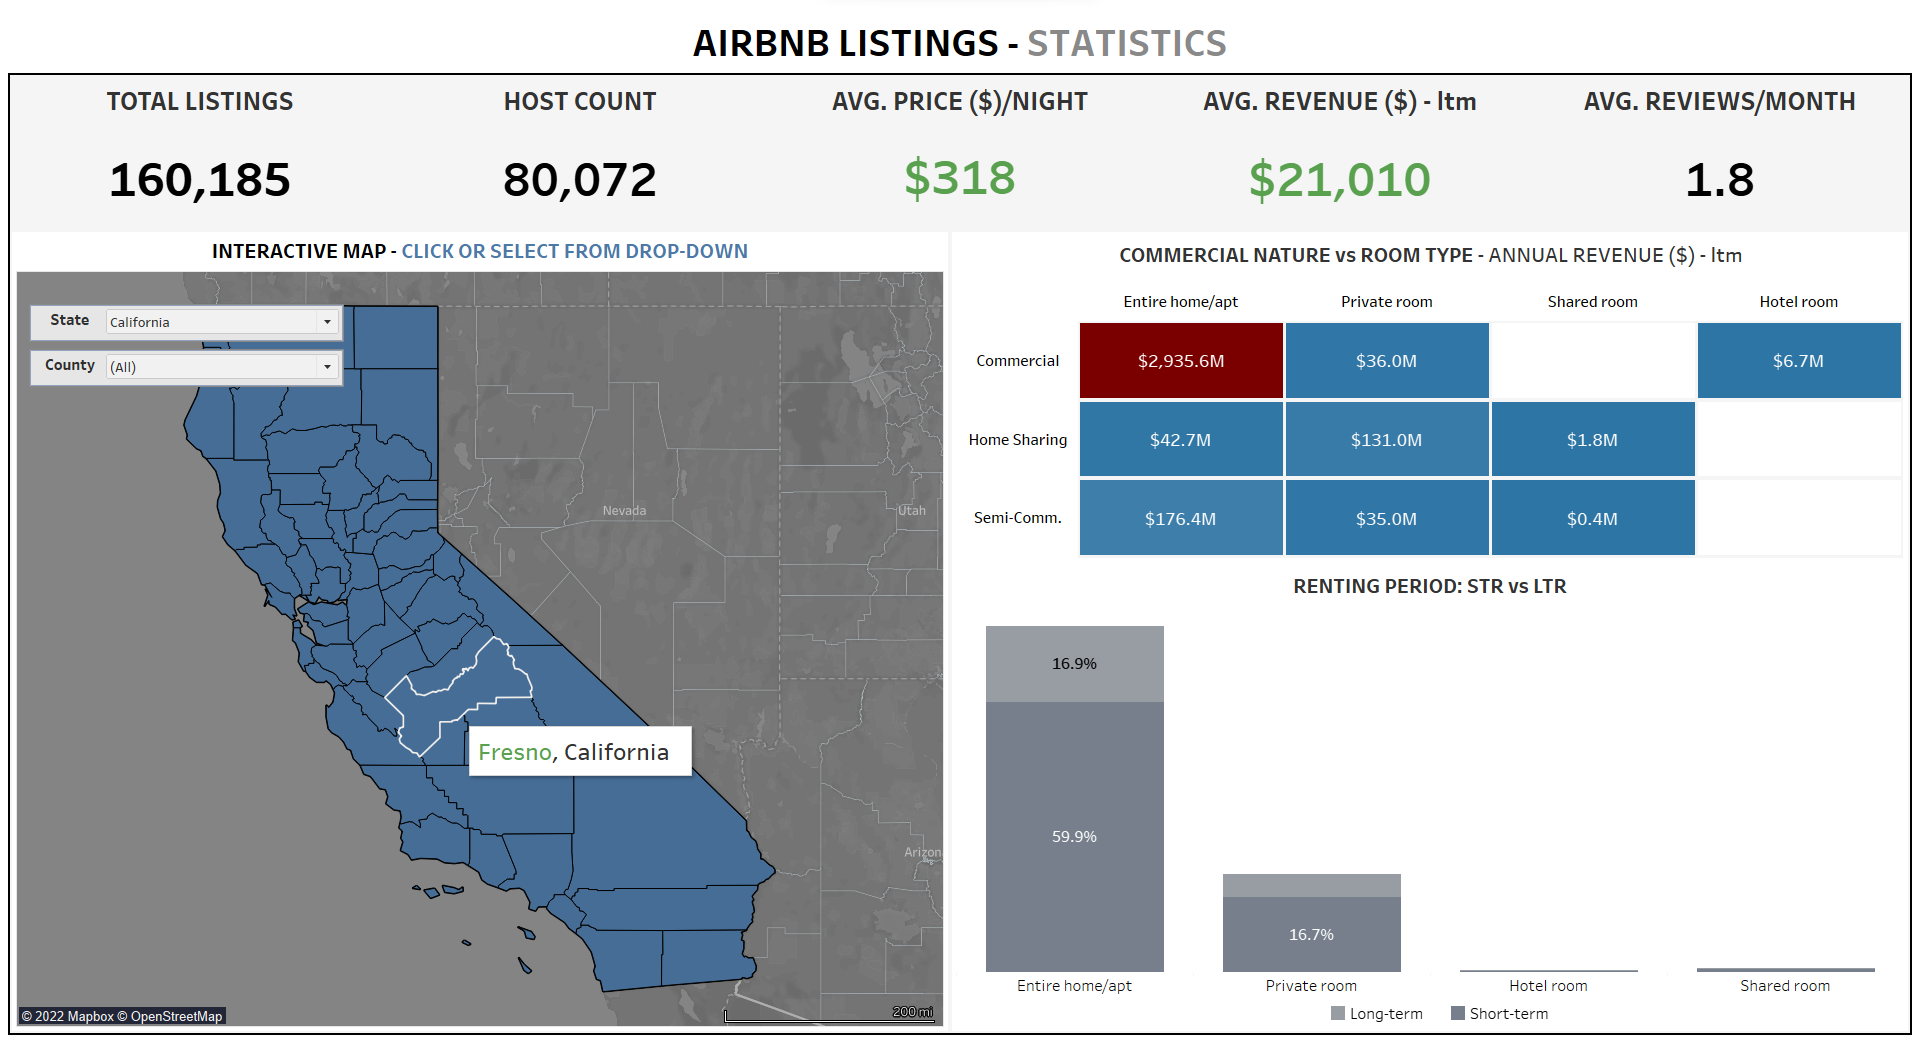 AIRBNB LISTINGS - STATISTICS
TOTAL LISTINGS
HOST COUNT
AVG. PRICE ($)/NIGHT
AVG. REVENUE ($) - ltm
AVG. REVIEWS/MONTH
160,185
80,072
$318
$21,010
1.8
INTERACTIVE MAP - CLICK OR SELECT FROM DROP-DOWN
State California
County (All)
Nevada
Utah
Fresno, California
Arizon
© 2022 Mapbox © OpenStreetMap
200 mi
COMMERCIAL NATURE vs ROOM TYPE - ANNUAL REVENUE ($) - ltm
Entire home/apt Private room Shared room Hotel room
Commercial $2,935.6M $36.0M $6.7M
Home Sharing $42.7M $131.0M $1.8M
Semi-Comm. $176.4M $35.0M $0.4M
RENTING PERIOD: STR vs LTR
16.9%
59.9%
16.7%
Entire home/apt Private room Hotel room Shared room
Long-term Short-term